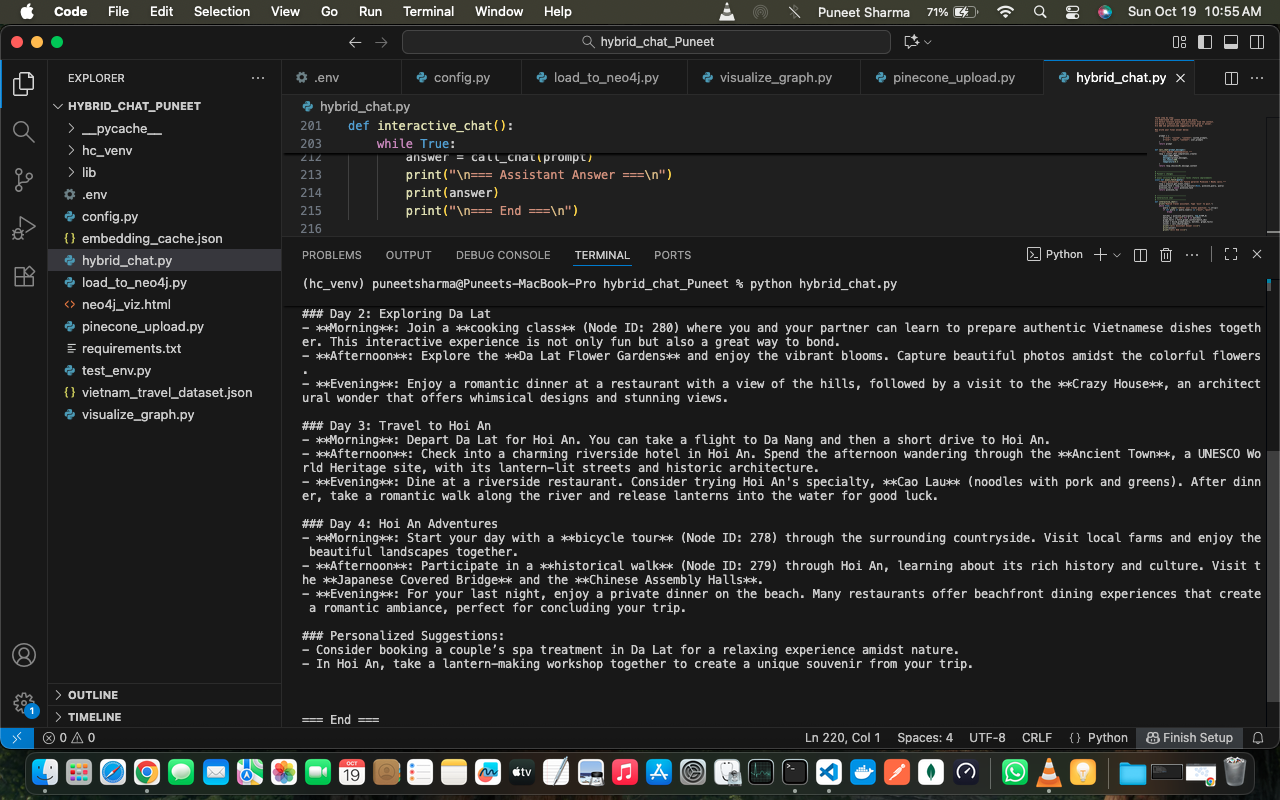 Code File Edit Selection View Go Run Terminal Window Help Puneet Sharma 71% Sun Oct 19 10:55 AM
hybrid_chat_Puneet
EXPLORER
HYBRID_CHAT_PUNEET
__pycache__
hc_venv
lib
.env
config.py
embedding_cache.json
hybrid_chat.py
load_to_neo4j.py
neo4j_viz.html
pinecone_upload.py
requirements.txt
test_env.py
vietnam_travel_dataset.json
visualize_graph.py
OUTLINE
TIMELINE
.env config.py load_to_neo4j.py visualize_graph.py pinecone_upload.py hybrid_chat.py
hybrid_chat.py
201 def interactive_chat():
203 while True:
212 answer = call_chat(prompt)
213 print("\n=== Assistant Answer ===\n")
214 print(answer)
215 print("\n=== End ===\n")
216
PROBLEMS OUTPUT DEBUG CONSOLE TERMINAL PORTS Python
(hc_venv) puneetsharma@Puneets-MacBook-Pro hybrid_chat_Puneet % python hybrid_chat.py
### Day 2: Exploring Da Lat
- **Morning**: Join a **cooking class** (Node ID: 280) where you and your partner can learn to prepare authentic Vietnamese dishes togeth
er. This interactive experience is not only fun but also a great way to bond.
- **Afternoon**: Explore the **Da Lat Flower Gardens** and enjoy the vibrant blooms. Capture beautiful photos amidst the colorful flowers
.
- **Evening**: Enjoy a romantic dinner at a restaurant with a view of the hills, followed by a visit to the **Crazy House**, an architect
ural wonder that offers whimsical designs and stunning views.
### Day 3: Travel to Hoi An
- **Morning**: Depart Da Lat for Hoi An. You can take a flight to Da Nang and then a short drive to Hoi An.
- **Afternoon**: Check into a charming riverside hotel in Hoi An. Spend the afternoon wandering through the **Ancient Town**, a UNESCO Wo
rld Heritage site, with its lantern-lit streets and historic architecture.
- **Evening**: Dine at a riverside restaurant. Consider trying Hoi An's specialty, **Cao Lau** (noodles with pork and greens). After dinn
er, take a romantic walk along the river and release lanterns into the water for good luck.
### Day 4: Hoi An Adventures
- **Morning**: Start your day with a **bicycle tour** (Node ID: 278) through the surrounding countryside. Visit local farms and enjoy the
beautiful landscapes together.
- **Afternoon**: Participate in a **historical walk** (Node ID: 279) through Hoi An, learning about its rich history and culture. Visit t
he **Japanese Covered Bridge** and the **Chinese Assembly Halls**.
- **Evening**: For your last night, enjoy a private dinner on the beach. Many restaurants offer beachfront dining experiences that create
a romantic ambiance, perfect for concluding your trip.
### Personalized Suggestions:
- Consider booking a couple’s spa treatment in Da Lat for a relaxing experience amidst nature.
- In Hoi An, take a lantern-making workshop together to create a unique souvenir from your trip.
=== End ===
1
0 0 Ln 220, Col 1 Spaces: 4 UTF-8 CRLF {} Python Finish Setup
OCT
19
tv